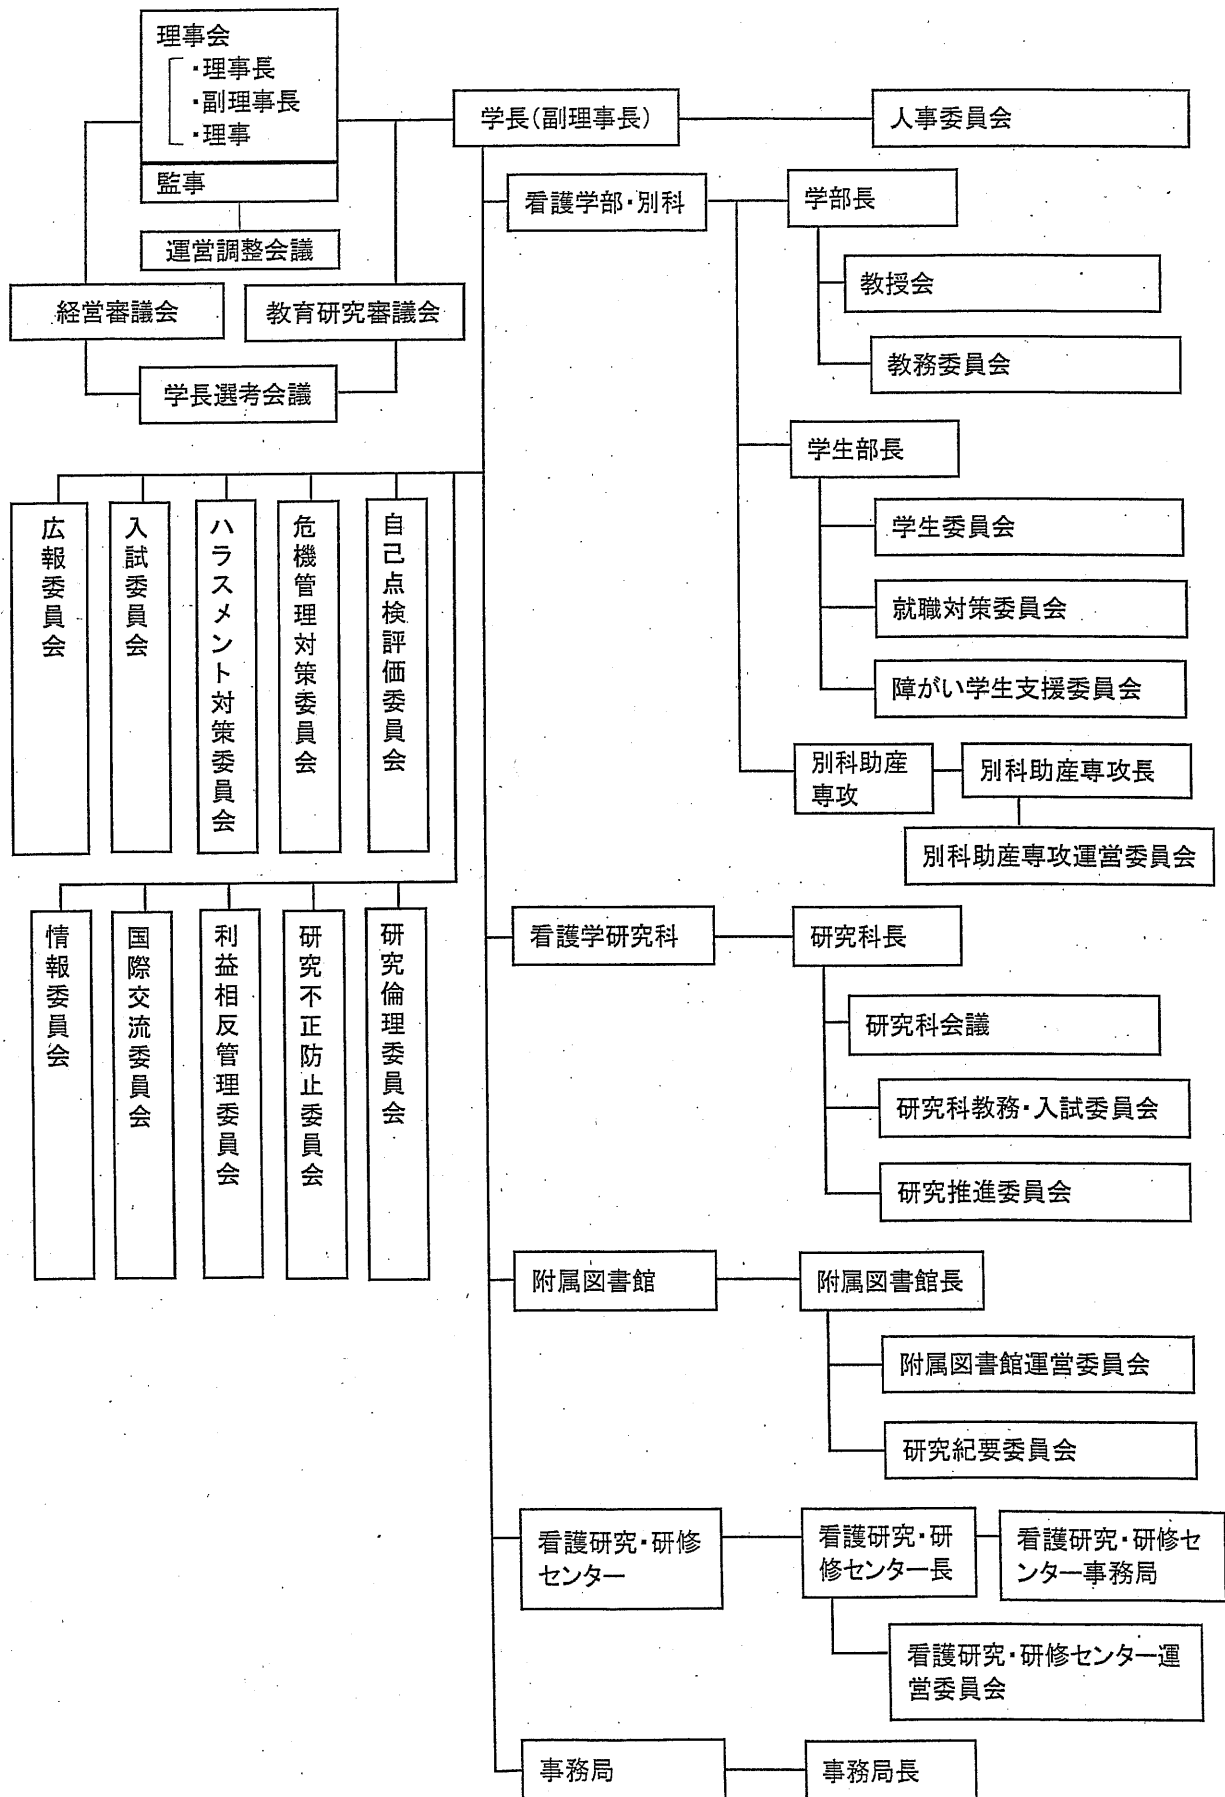 理事会
・理事長
・副理事長
・理事
監事
運営調整会議
経営審議会
教育研究審議会
学長選考会議
学長(副理事長)
人事委員会
看護学部・別科
学部長
教授会
教務委員会
学生部長
学生委員会
就職対策委員会
障がい学生支援委員会
別科助産
専攻
別科助産専攻長
別科助産専攻運営委員会
広報委員会
入試委員会
ハラスメント対策委員会
危機管理対策委員会
自己点検評価委員会
情報委員会
国際交流委員会
利益相反管理委員会
研究不正防止委員会
研究倫理委員会
看護学研究科
研究科長
研究科会議
研究科教務・入試委員会
研究推進委員会
附属図書館
附属図書館長
附属図書館運営委員会
研究紀要委員会
看護研究・研修
センター
看護研究・研
修センター長
看護研究・研修セ
ンター事務局
看護研究・研修センター運
営委員会
事務局
事務局長